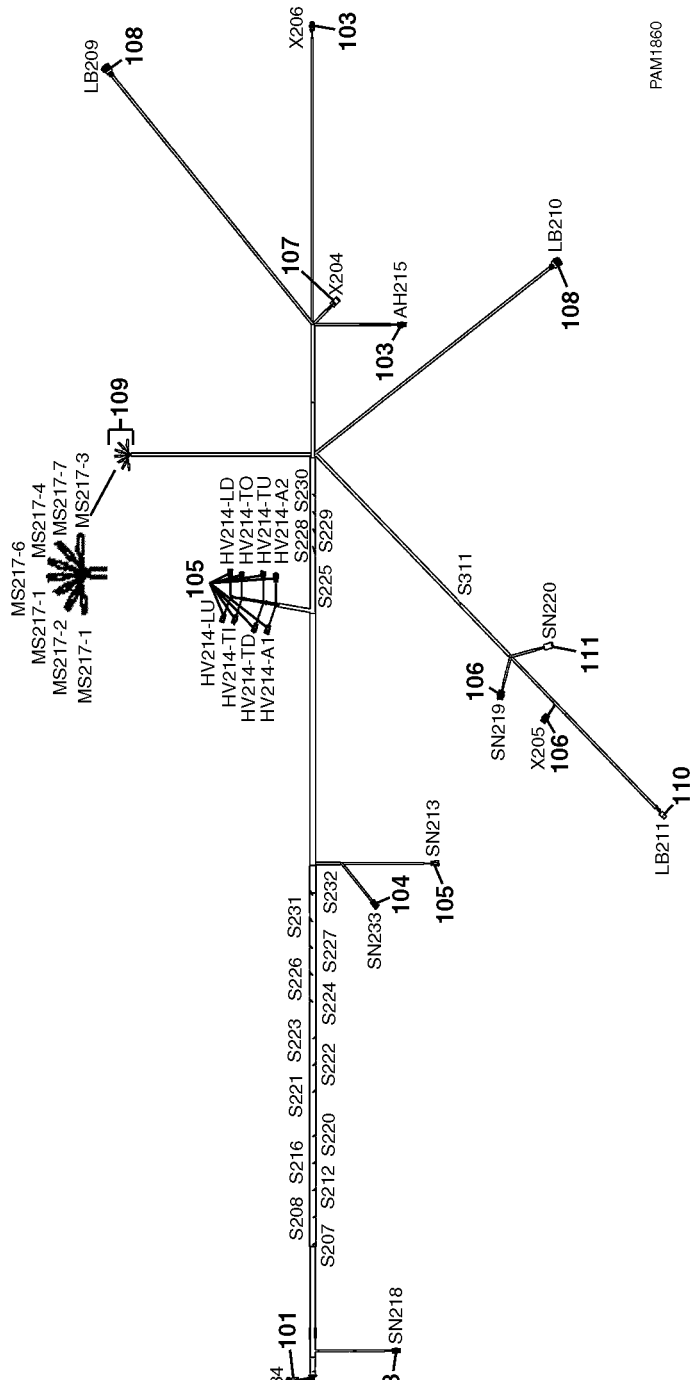 X206
103
LB209
108
PAM1860
107
X204
LB210
108
AH215
103
109
MS217-6
MS217-1
MS217-4
MS217-2
MS217-7
MS217-1
MS217-3
105
HV214-LU
HV214-LD
HV214-TI
HV214-TO
HV214-TD
HV214-TU
HV214-A1
HV214-A2
S228
S230
S225
S229
S311
SN220
111
106
SN219
X205
106
LB211
110
SN213
105
104
SN233
S231
S232
S226
S227
S223
S224
S221
S222
S216
S220
S208
S212
S207
101
SN218